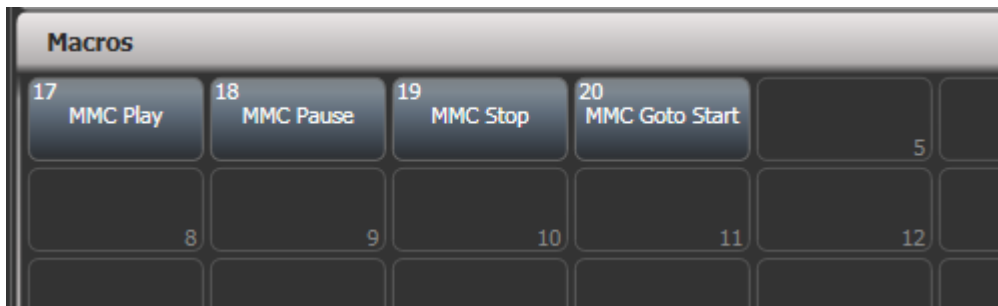 Macros
17 18 19 20
MMC Play MMC Pause MMC Stop MMC Goto Start
5
8 9 10 11 12